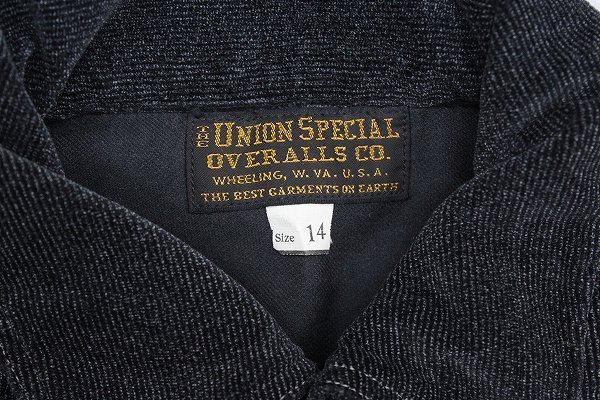 THE UNION SPECIAL
OVERALLS CO.
WHEELING, W. VA. U.S.A.
THE BEST GARMENTS ON EARTH
Size 14